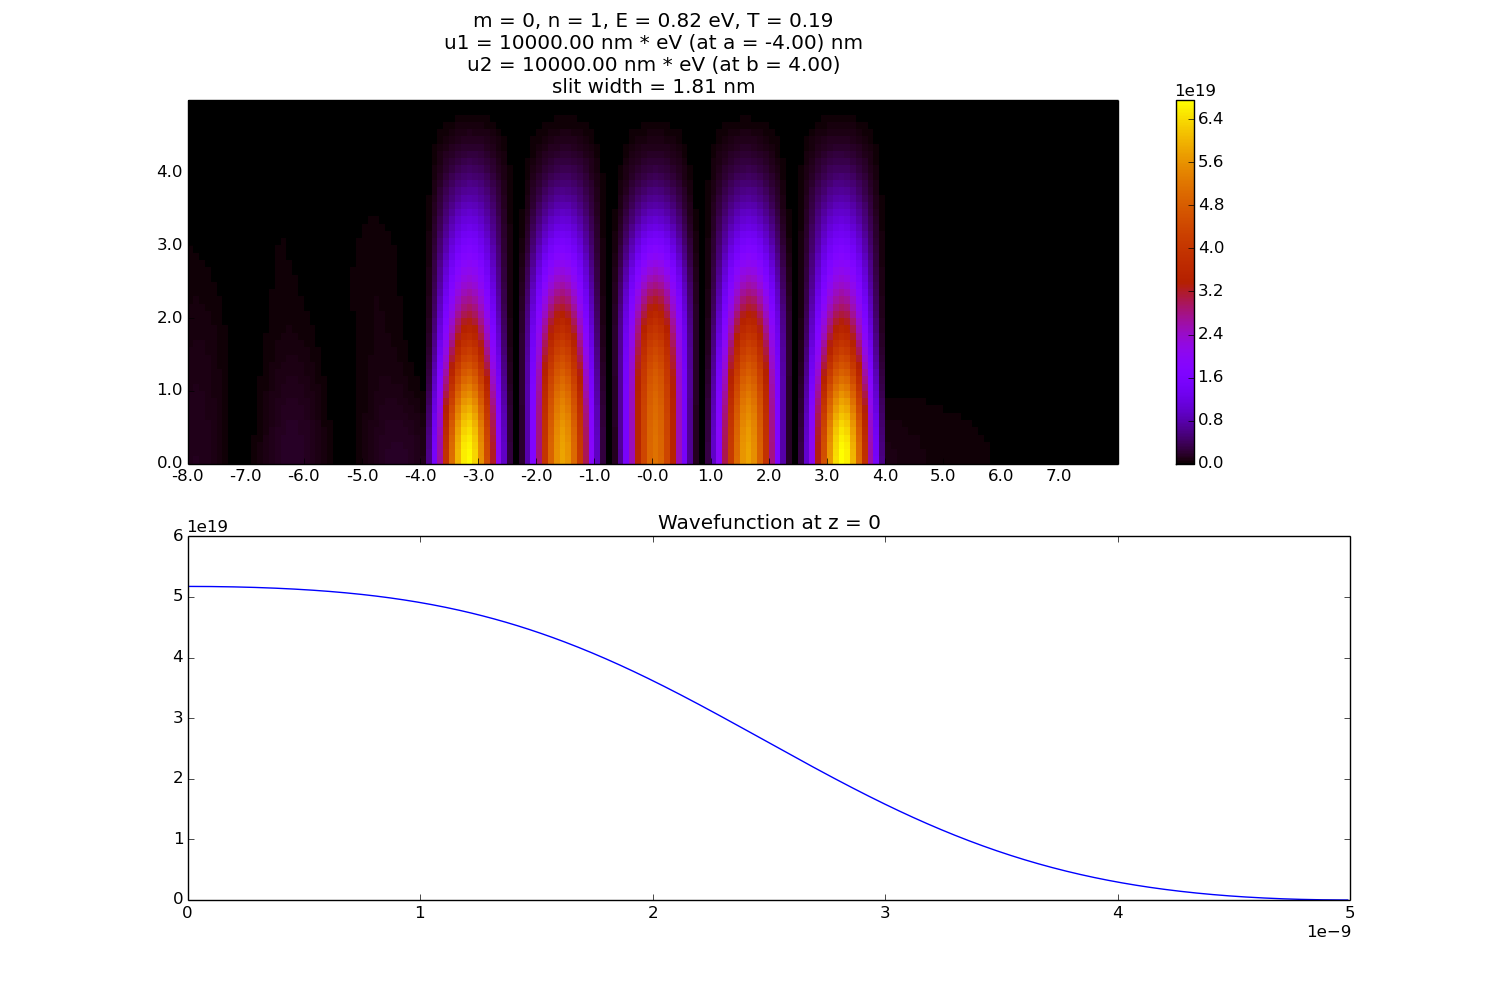 m = 0, n = 1, E = 0.82 eV, T = 0.19
u1 = 10000.00 nm * eV (at a = -4.00) nm
u2 = 10000.00 nm * eV (at b = 4.00)
slit width = 1.81 nm
1e19
6.4
5.6
4.8
4.0
3.2
2.4
1.6
0.8
0.0
4.0
3.0
2.0
1.0
0.0
-8.0 -7.0 -6.0 -5.0 -4.0 -3.0 -2.0 -1.0 -0.0 1.0 2.0 3.0 4.0 5.0 6.0 7.0
Wavefunction at z = 0
1e19
6
5
4
3
2
1
0
0 1 2 3 4 5
1e−9